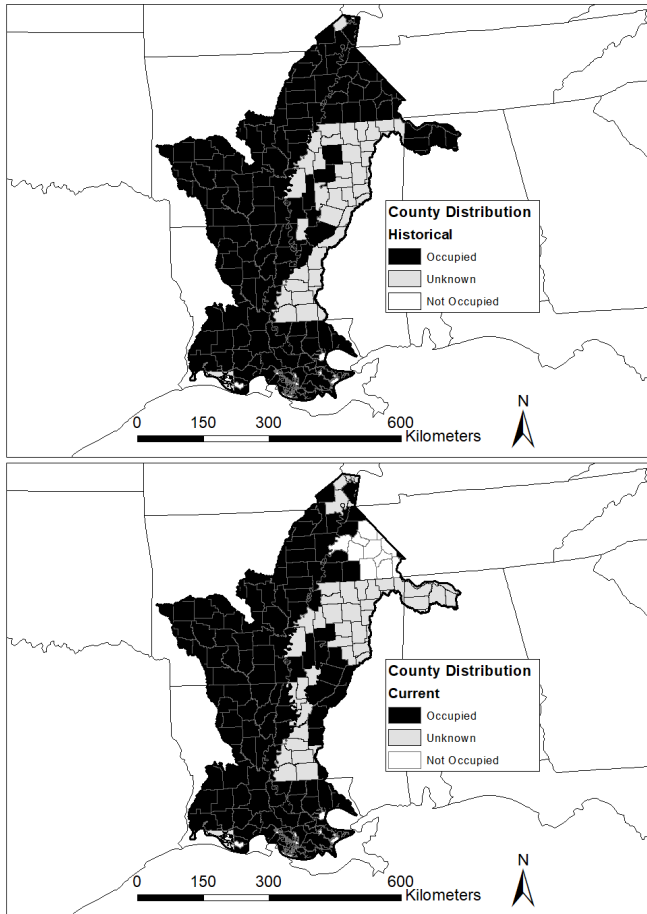 County Distribution
Historical
Occupied
Unknown
Not Occupied
N
0 150 300 600
Kilometers
County Distribution
Current
Occupied
Unknown
Not Occupied
N
0 150 300 600
Kilometers